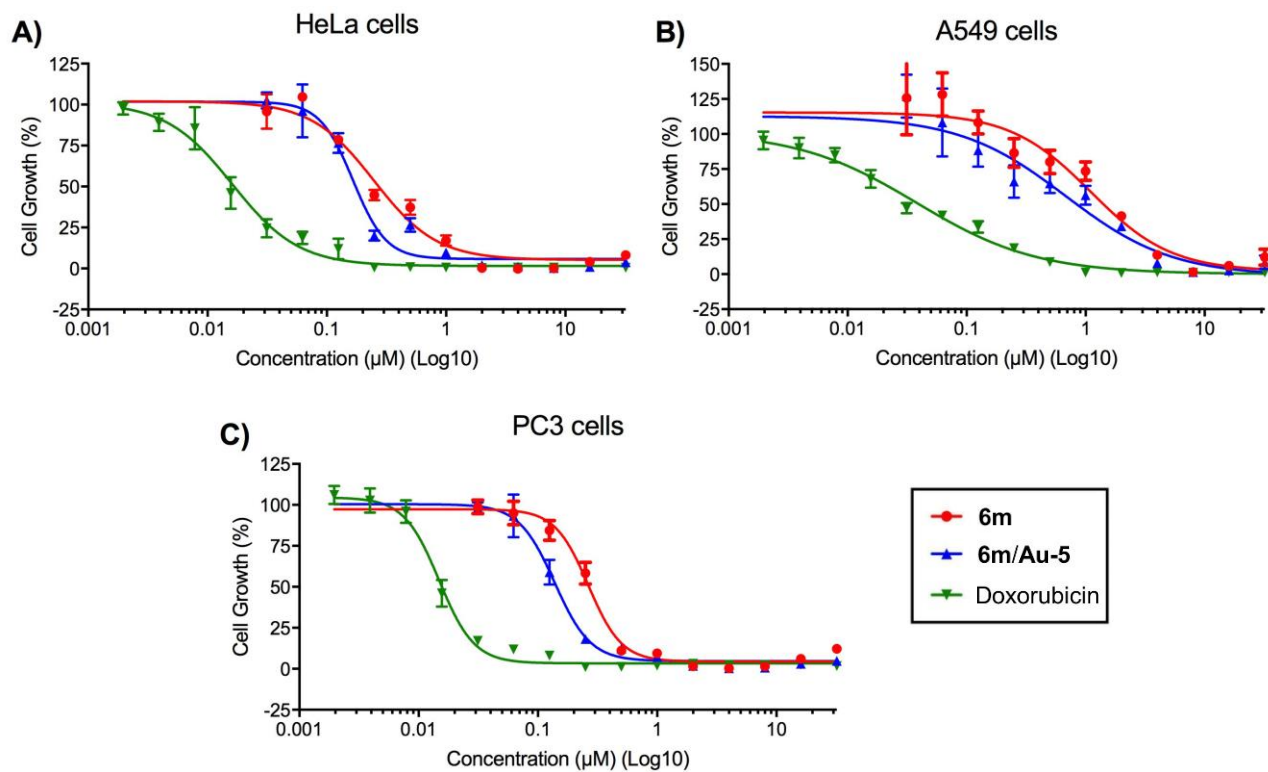 A)
HeLa cells
125
100
75
50
25
0
-25
Cell Growth (%)
0.001
0.01
0.1
1
10
Concentration (µM) (Log10)
B)
A549 cells
150
125
100
75
50
25
0
-25
Cell Growth (%)
0.001
0.01
0.1
1
10
Concentration (µM) (Log10)
C)
PC3 cells
125
100
75
50
25
0
-25
Cell Growth (%)
0.001
0.01
0.1
1
10
Concentration (µM) (Log10)
6m
6m/Au-5
Doxorubicin